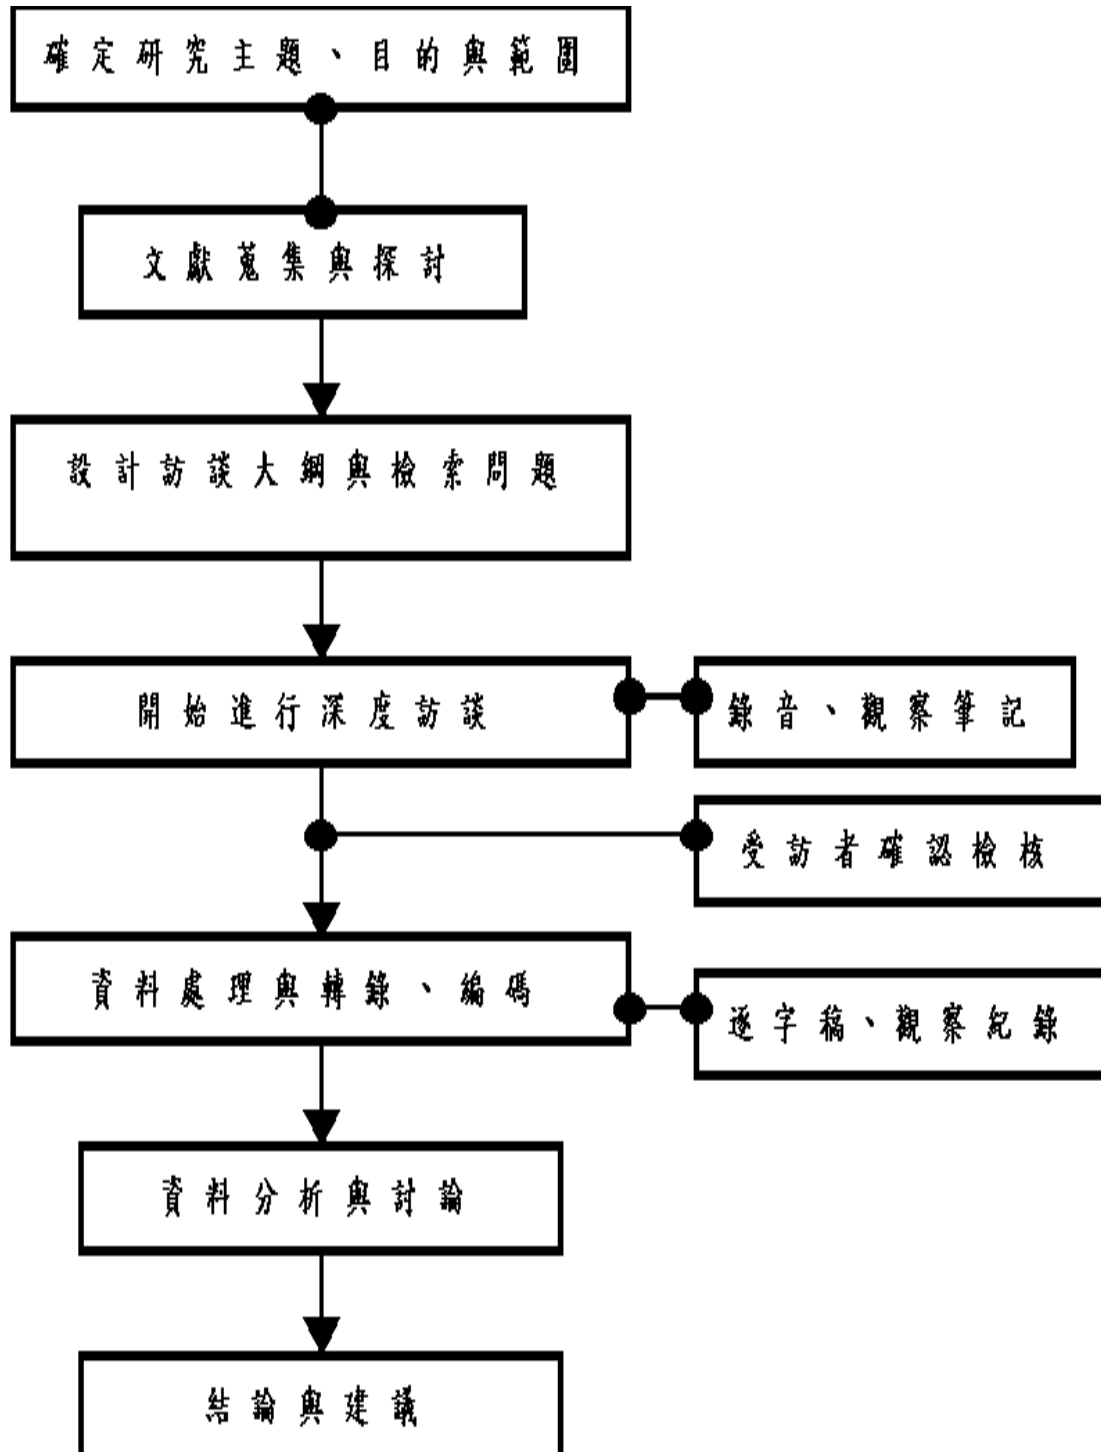 確定研究主題、目的與範圍
文獻蒐集與探討
設計訪談大綱與檢索問題
開始進行深度訪談
錄音、觀察筆記
受訪者確認檢核
資料處理與轉錄、編碼
逐字稿、觀察紀錄
資料分析與討論
結論與建議